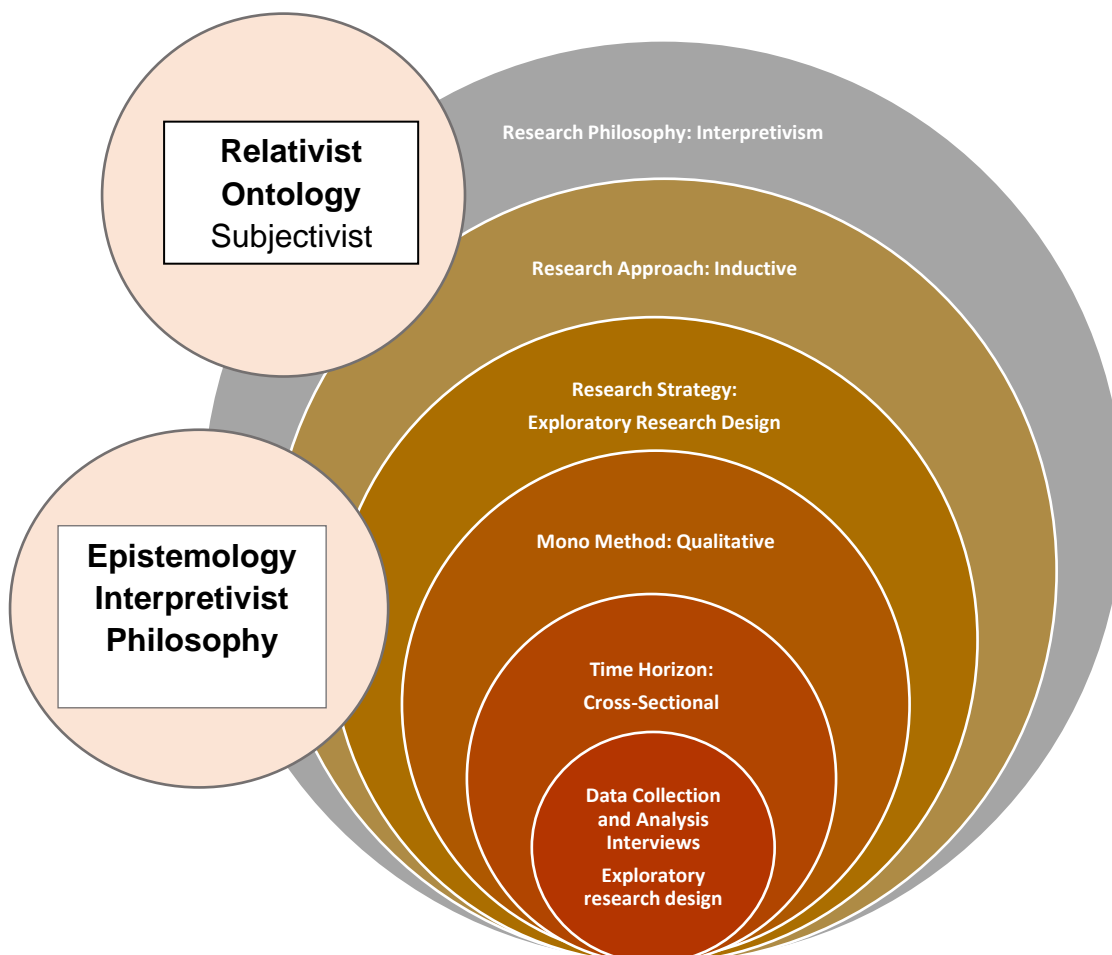 Relativist
Ontology
Subjectivist
Research Philosophy: Interpretivism
Research Approach: Inductive
Research Strategy:
Exploratory Research Design
Epistemology
Interpretivist
Philosophy
Mono Method: Qualitative
Time Horizon:
Cross-Sectional
Data Collection
and Analysis
Interviews
Exploratory
research design